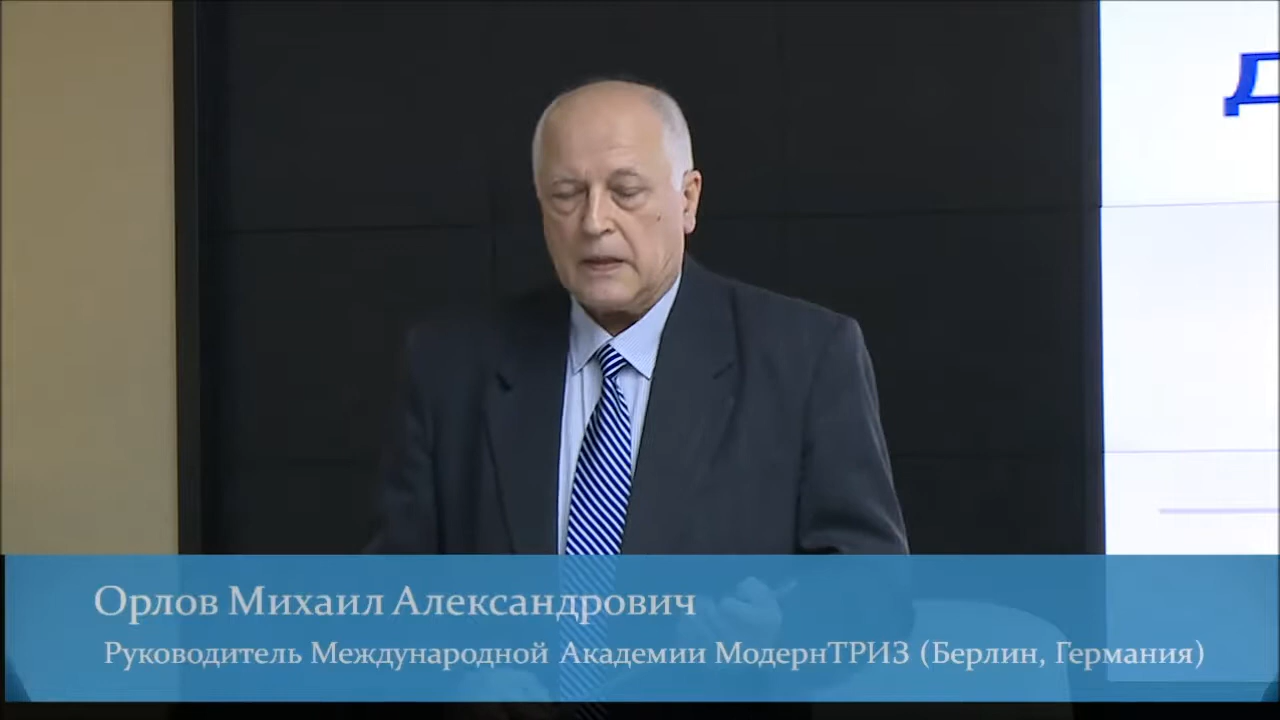 Д
Орлов Михаил Александрович
Руководитель Международной Академии МодернТРИЗ (Берлин, Германия)